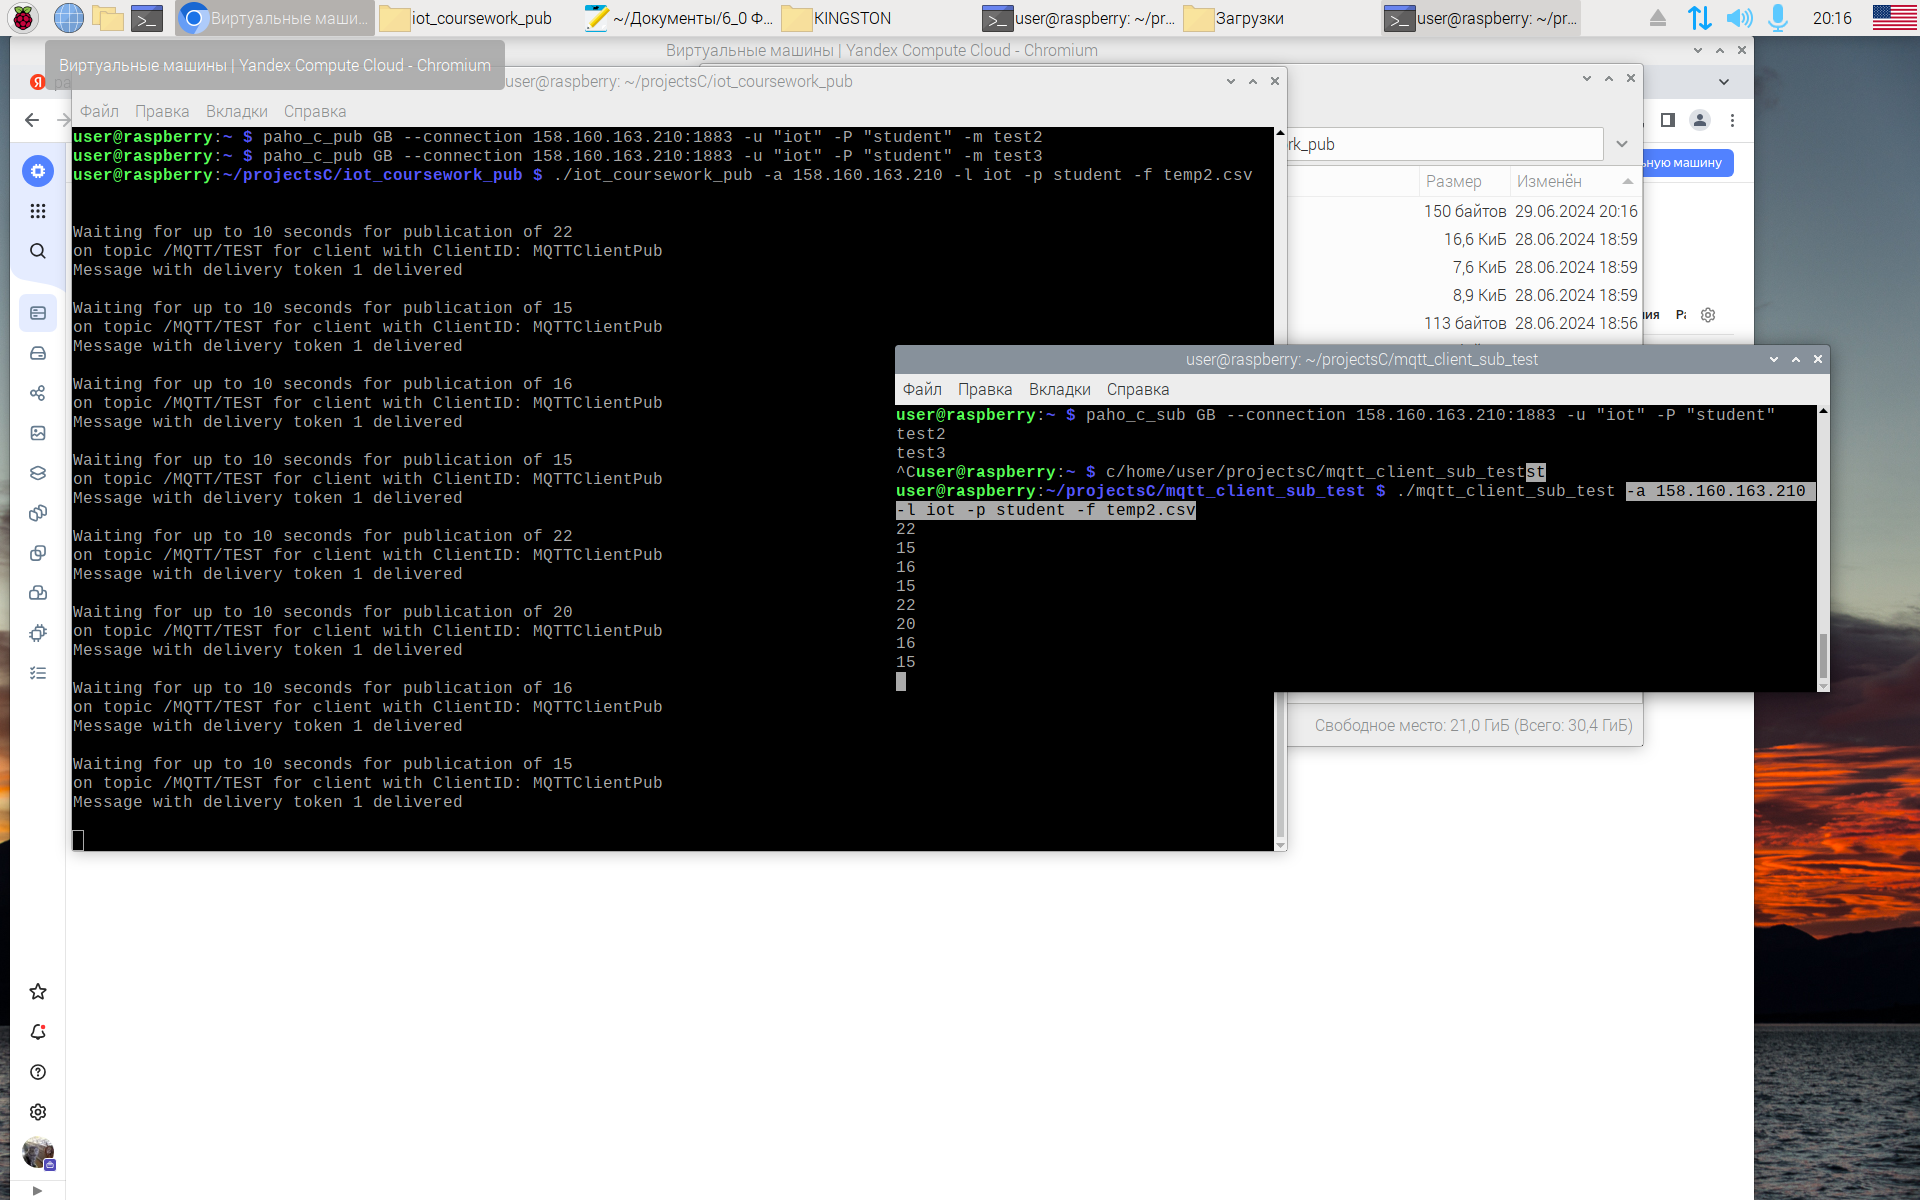 Виртуальные маши...
iot_coursework_pub
~/Документы/6_0 Ф...
KINGSTON
user@raspberry: ~/pr...
Загрузки
user@raspberry: ~/pr...
20:16
Виртуальные машины | Yandex Compute Cloud - Chromium
Виртуальные машины | Yandex Compute Cloud - Chromium
user@raspberry: ~/projectsC/iot_coursework_pub
Файл Правка Вкладки Справка
user@raspberry:~ $ paho_c_pub GB --connection 158.160.163.210:1883 -u "iot" -P "student" -m test2
user@raspberry:~ $ paho_c_pub GB --connection 158.160.163.210:1883 -u "iot" -P "student" -m test3
user@raspberry:~/projectsC/iot_coursework_pub $ ./iot_coursework_pub -a 158.160.163.210 -l iot -p student -f temp2.csv
Waiting for up to 10 seconds for publication of 22
on topic /MQTT/TEST for client with ClientID: MQTTClientPub
Message with delivery token 1 delivered
Waiting for up to 10 seconds for publication of 15
on topic /MQTT/TEST for client with ClientID: MQTTClientPub
Message with delivery token 1 delivered
Waiting for up to 10 seconds for publication of 16
on topic /MQTT/TEST for client with ClientID: MQTTClientPub
Message with delivery token 1 delivered
Waiting for up to 10 seconds for publication of 15
on topic /MQTT/TEST for client with ClientID: MQTTClientPub
Message with delivery token 1 delivered
Waiting for up to 10 seconds for publication of 22
on topic /MQTT/TEST for client with ClientID: MQTTClientPub
Message with delivery token 1 delivered
Waiting for up to 10 seconds for publication of 20
on topic /MQTT/TEST for client with ClientID: MQTTClientPub
Message with delivery token 1 delivered
Waiting for up to 10 seconds for publication of 16
on topic /MQTT/TEST for client with ClientID: MQTTClientPub
Message with delivery token 1 delivered
Waiting for up to 10 seconds for publication of 15
on topic /MQTT/TEST for client with ClientID: MQTTClientPub
Message with delivery token 1 delivered
rk_pub
ьную машину
Размер Изменён
150 байтов 29.06.2024 20:16
16,6 КиБ 28.06.2024 18:59
7,6 КиБ 28.06.2024 18:59
8,9 КиБ 28.06.2024 18:59
113 байтов 28.06.2024 18:56
ия
user@raspberry: ~/projectsC/mqtt_client_sub_test
Файл Правка Вкладки Справка
user@raspberry:~ $ paho_c_sub GB --connection 158.160.163.210:1883 -u "iot" -P "student"
test2
test3
^Cuser@raspberry:~ $ c/home/user/projectsC/mqtt_client_sub_testst
user@raspberry:~/projectsC/mqtt_client_sub_test $ ./mqtt_client_sub_test -a 158.160.163.210
-l iot -p student -f temp2.csv
22
15
16
15
22
20
16
15
Свободное место: 21,0 ГиБ (Всего: 30,4 ГиБ)